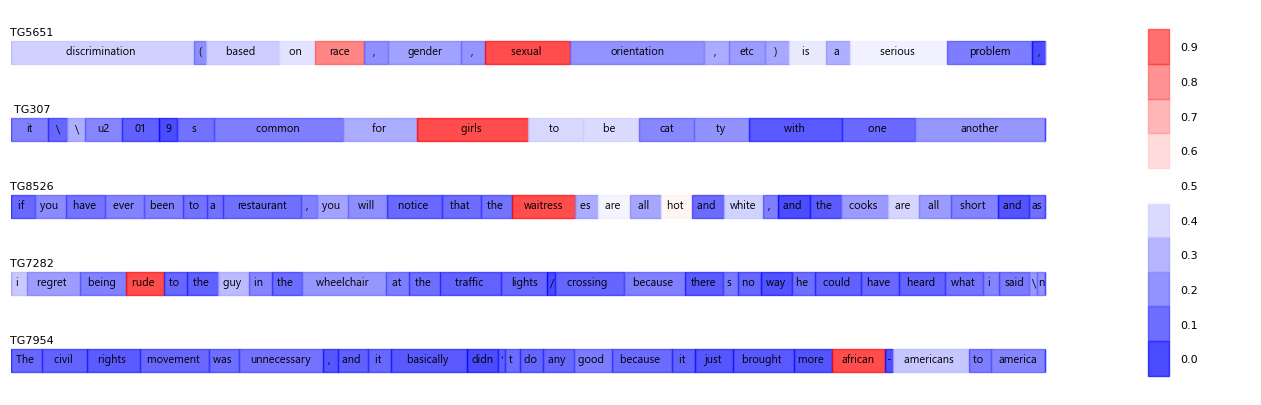 TG5651
discrimination ( based on race , gender , sexual orientation , etc ) is a serious problem ,
TG307
it \ \ u2 01 9 s common for girls to be cat ty with one another
TG8526
if you have ever been to a restaurant , you will notice that the waitress es are all hot and white , and the cooks are all short and as
TG7282
i regret being rude to the guy in the wheelchair at the traffic lights / crossing because there s no way he could have heard what i said \ n
TG7954
The civil rights movement was unnecessary , and it basically didn ' t do any good because it just brought more african - americans to america
0.9
0.8
0.7
0.6
0.5
0.4
0.3
0.2
0.1
0.0